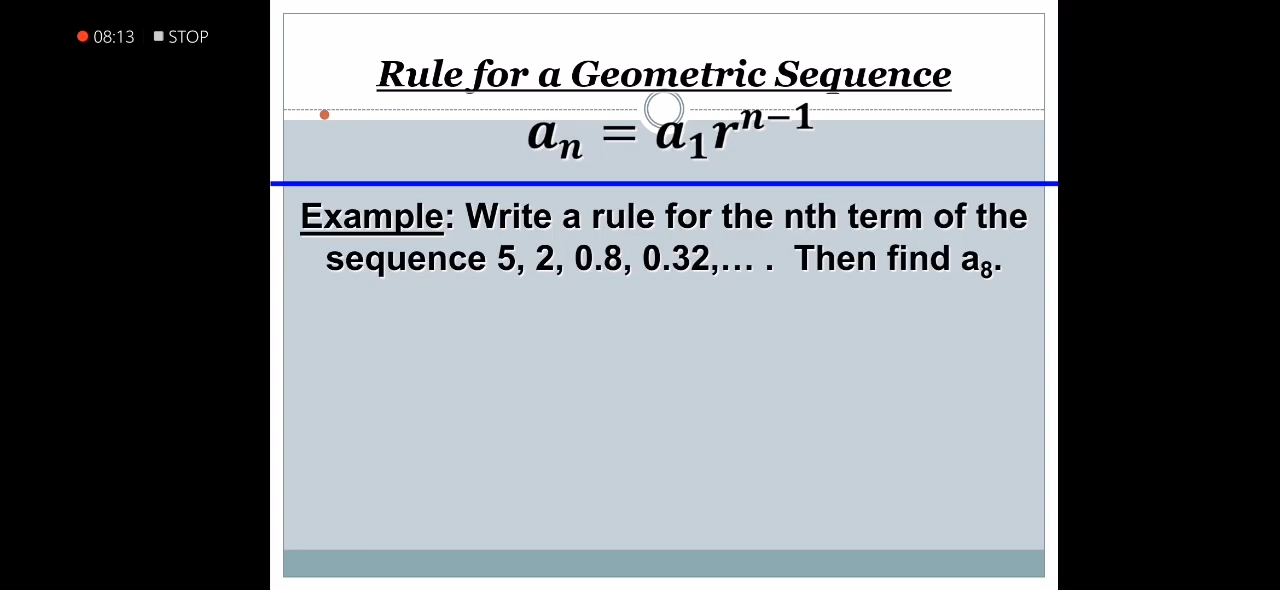 08:13 STOP
Rule for a Geometric Sequence
aₙ = a₁rⁿ⁻¹
Example: Write a rule for the nth term of the
sequence 5, 2, 0.8, 0.32,… . Then find a₈.